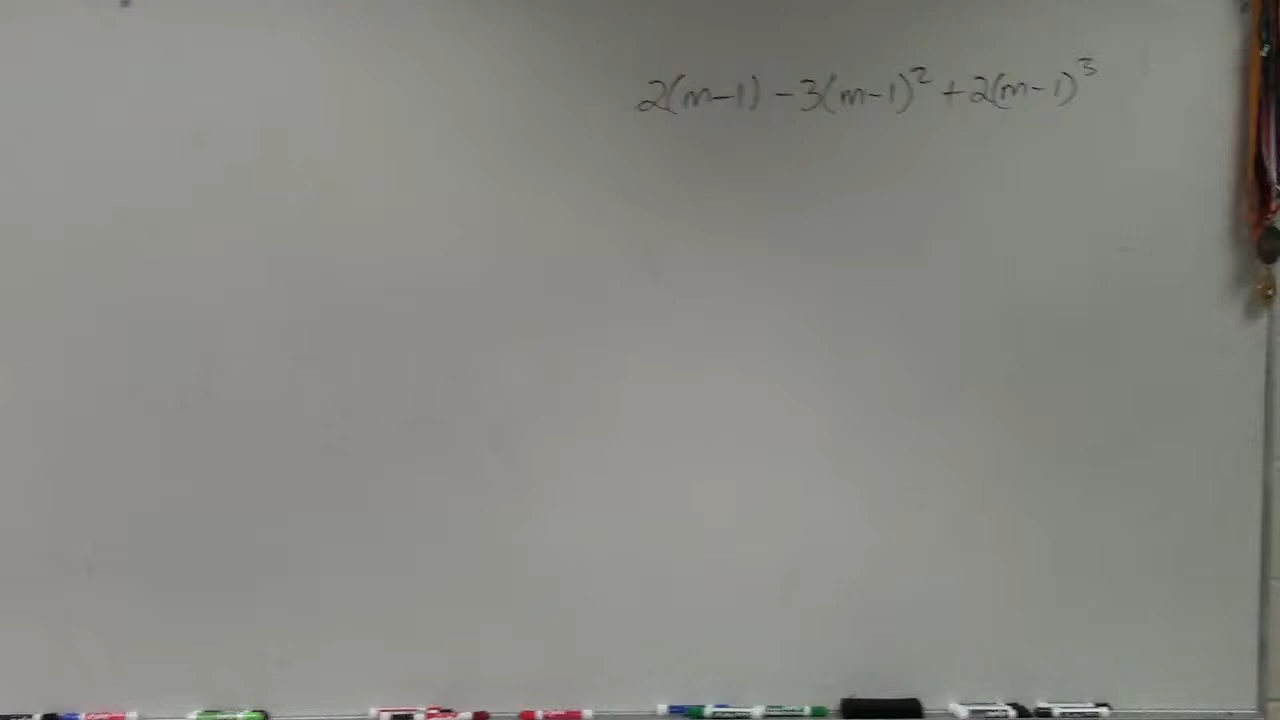 2(m-1) - 3(m-1)² + 2(m-1)³